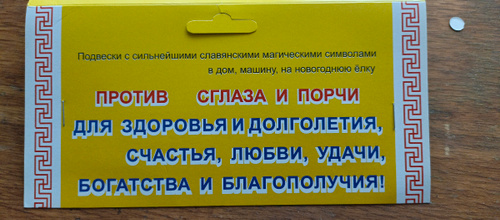 Подвески с сильнейшими славянскими магическими символами
в дом, машину, на новогоднюю ёлку
ПРОТИВ СГЛАЗА И ПОРЧИ
ДЛЯ ЗДОРОВЬЯ И ДОЛГОЛЕТИЯ,
СЧАСТЬЯ, ЛЮБВИ, УДАЧИ,
БОГАТСТВА И БЛАГОПОЛУЧИЯ!